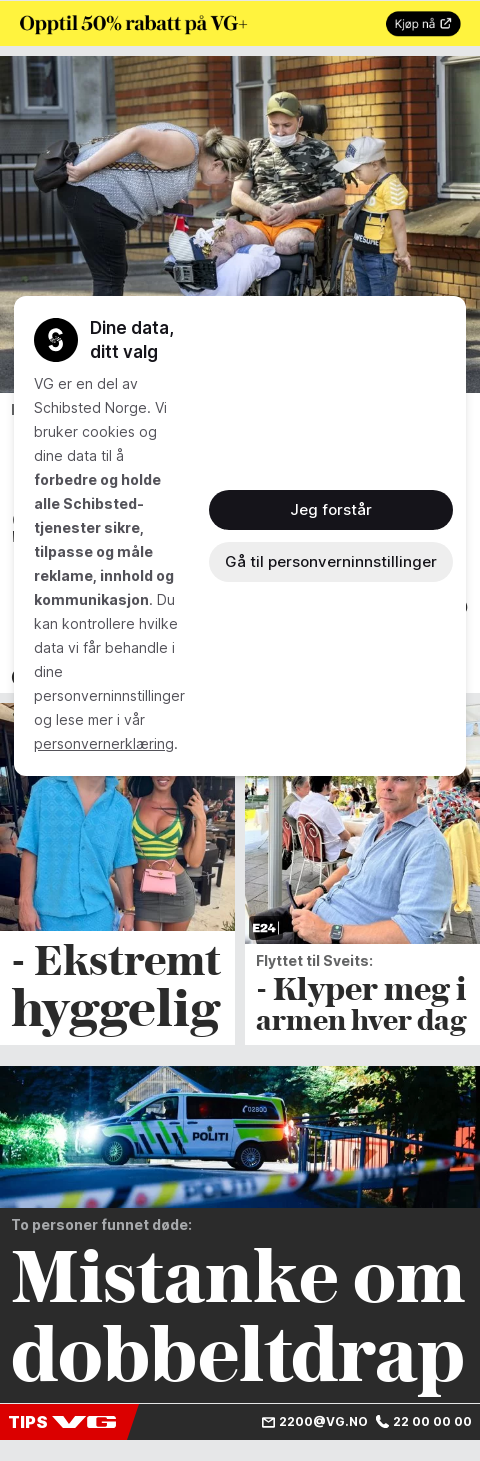 Opptil 50% rabatt på VG+
Kjøp nå
AWESOME
Dine data,
ditt valg
VG er en del av
Schibsted Norge. Vi
bruker cookies og
dine data til å
forbedre og holde
alle Schibsted-
tjenester sikre,
tilpasse og måle
reklame, innhold og
kommunikasjon. Du
kan kontrollere hvilke
data vi får behandle i
dine
personverninnstillinger
og lese mer i vår
personvernerklæring.
Jeg forstår
Gå til personverninnstillinger
- Ekstremt
hyggelig
E24
Flyttet til Sveits:
- Klyper meg i
armen hver dag
02800
POLITI
POLITI
To personer funnet døde:
Mistanke om
dobbeltdrap
TIPS VG 2200@VG.NO 22 00 00 00